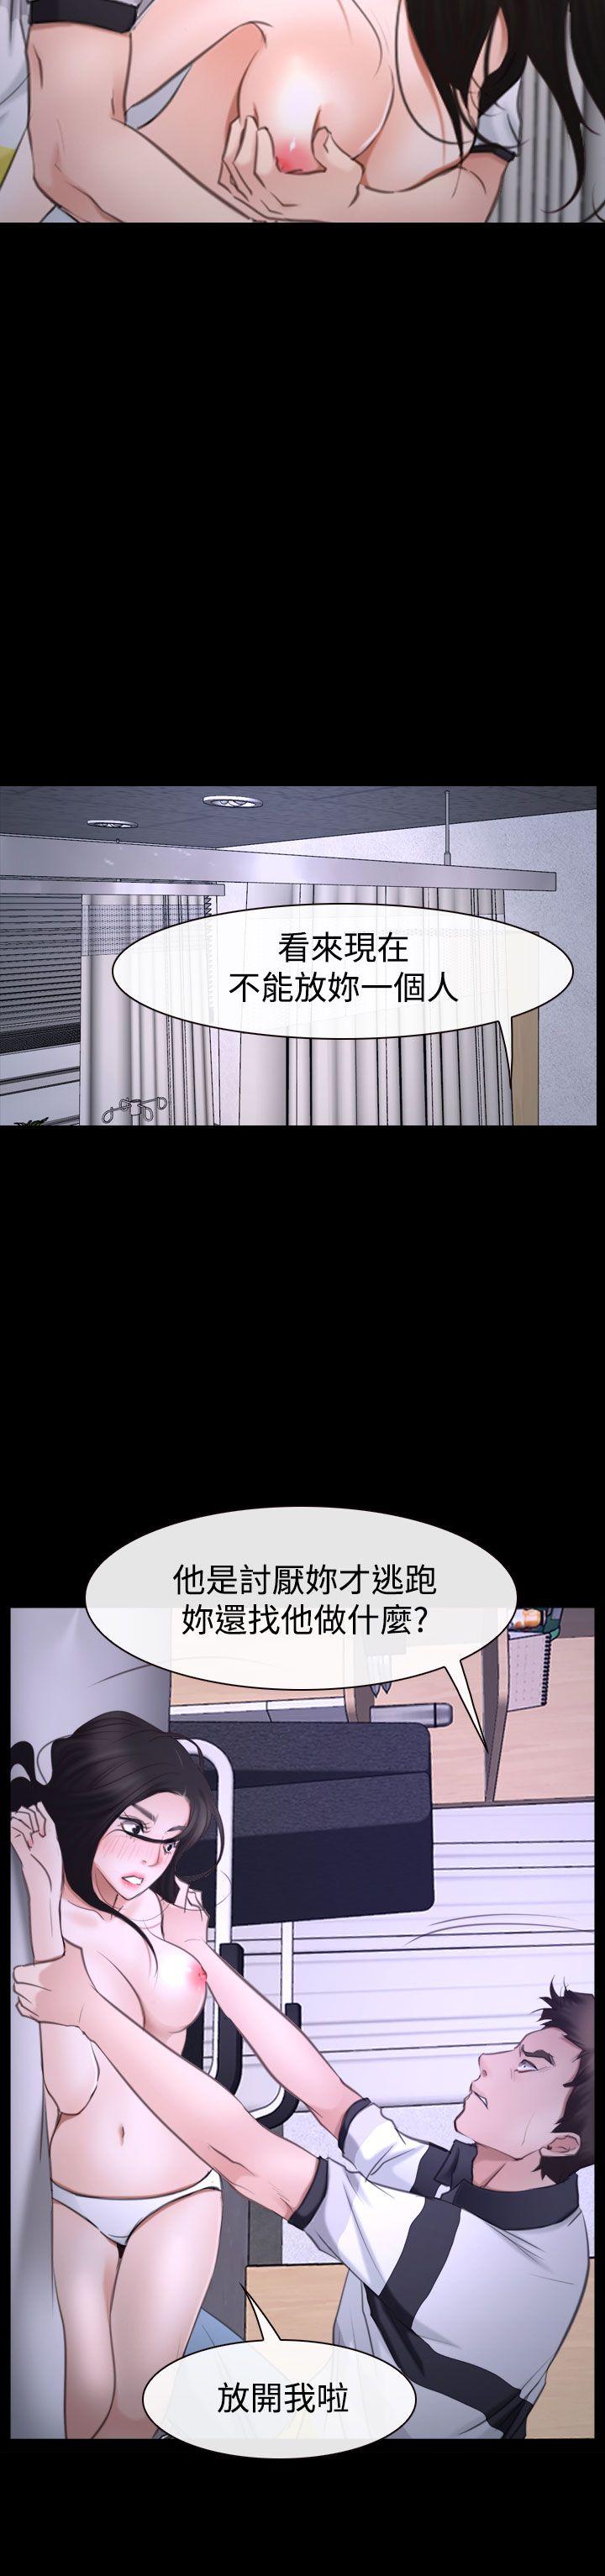 看來現在
不能放妳一個人
他是討厭妳才逃跑
妳還找他做什麼?
放開我啦